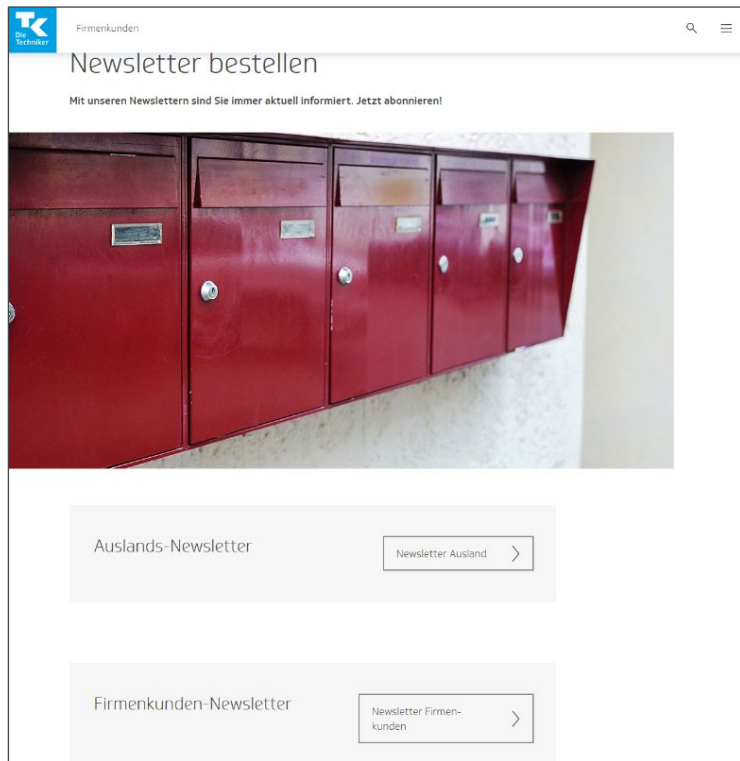 TK
Die
Techniker
Firmenkunden
Newsletter bestellen
Mit unseren Newslettern sind Sie immer aktuell informiert. Jetzt abonnieren!
Auslands-Newsletter
Newsletter Ausland
Firmenkunden-Newsletter
Newsletter Firmen-
kunden